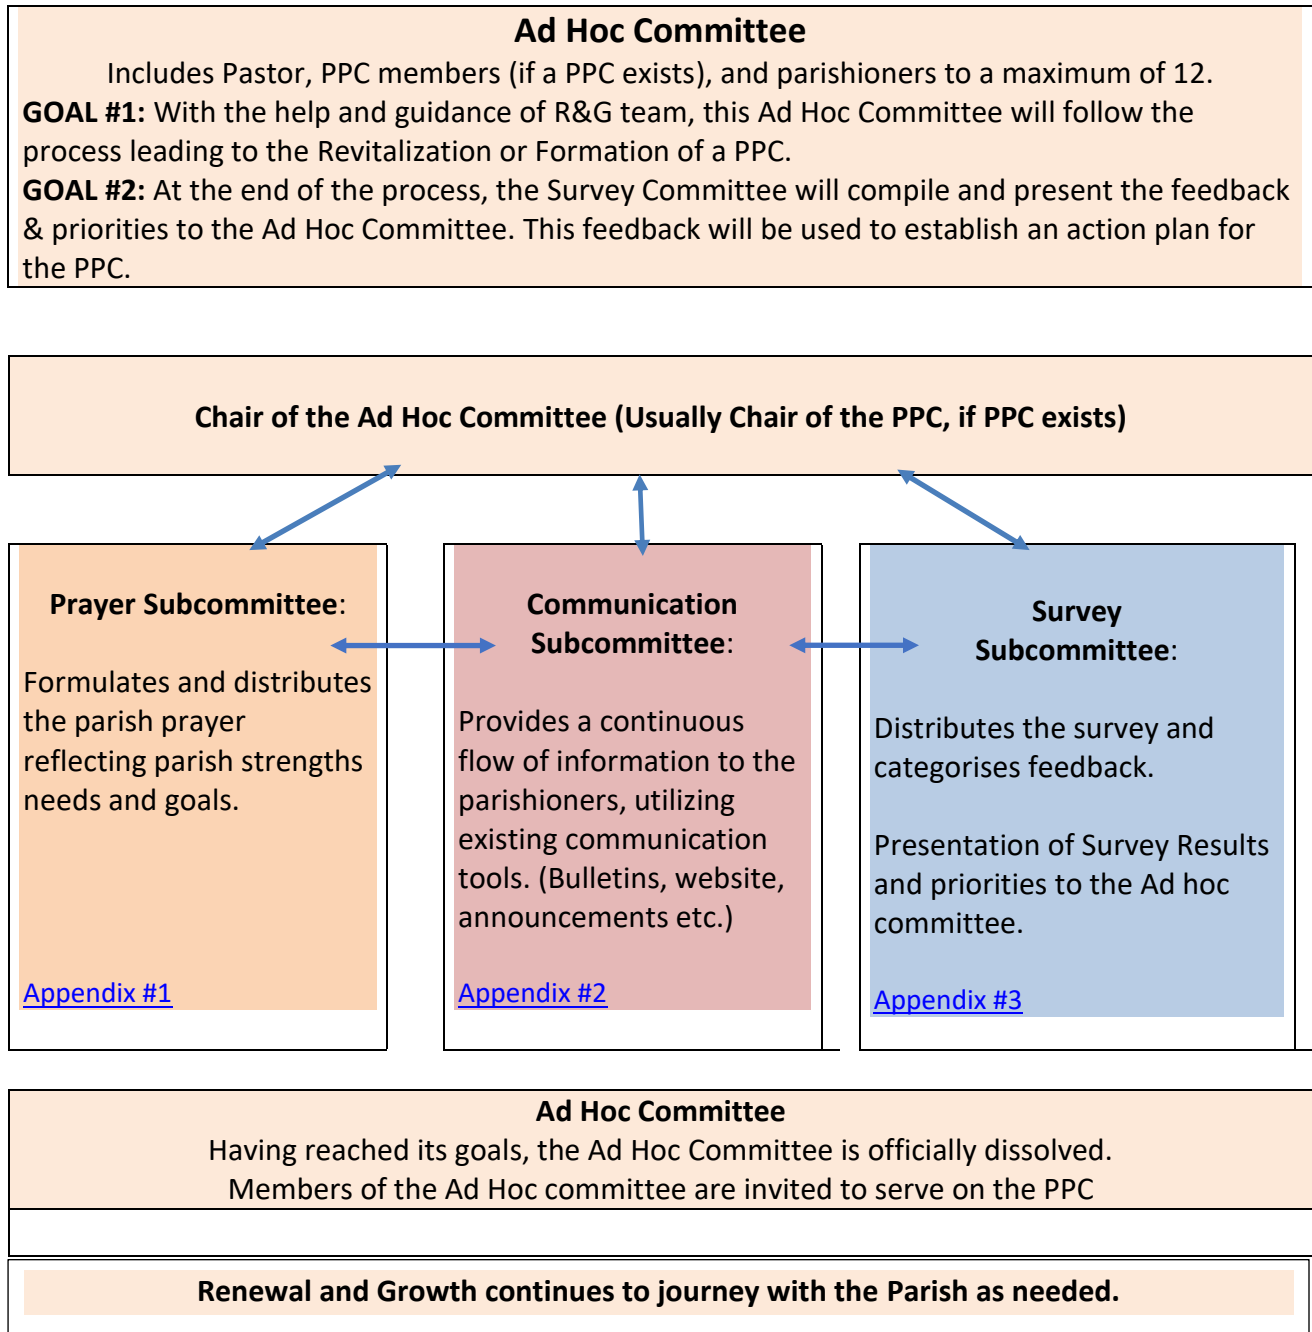 Ad Hoc Committee
Includes Pastor, PPC members (if a PPC exists), and parishioners to a maximum of 12.
GOAL #1: With the help and guidance of R&G team, this Ad Hoc Committee will follow the
process leading to the Revitalization or Formation of a PPC.
GOAL #2: At the end of the process, the Survey Committee will compile and present the feedback
& priorities to the Ad Hoc Committee. This feedback will be used to establish an action plan for
the PPC.
Chair of the Ad Hoc Committee (Usually Chair of the PPC, if PPC exists)
Prayer Subcommittee:
Formulates and distributes
the parish prayer
reflecting parish strengths
needs and goals.
Appendix #1
Communication
Subcommittee:
Provides a continuous
flow of information to the
parishioners, utilizing
existing communication
tools. (Bulletins, website,
announcements etc.)
Appendix #2
Survey
Subcommittee:
Distributes the survey and
categorises feedback.
Presentation of Survey Results
and priorities to the Ad hoc
committee.
Appendix #3
Ad Hoc Committee
Having reached its goals, the Ad Hoc Committee is officially dissolved.
Members of the Ad Hoc committee are invited to serve on the PPC
Renewal and Growth continues to journey with the Parish as needed.